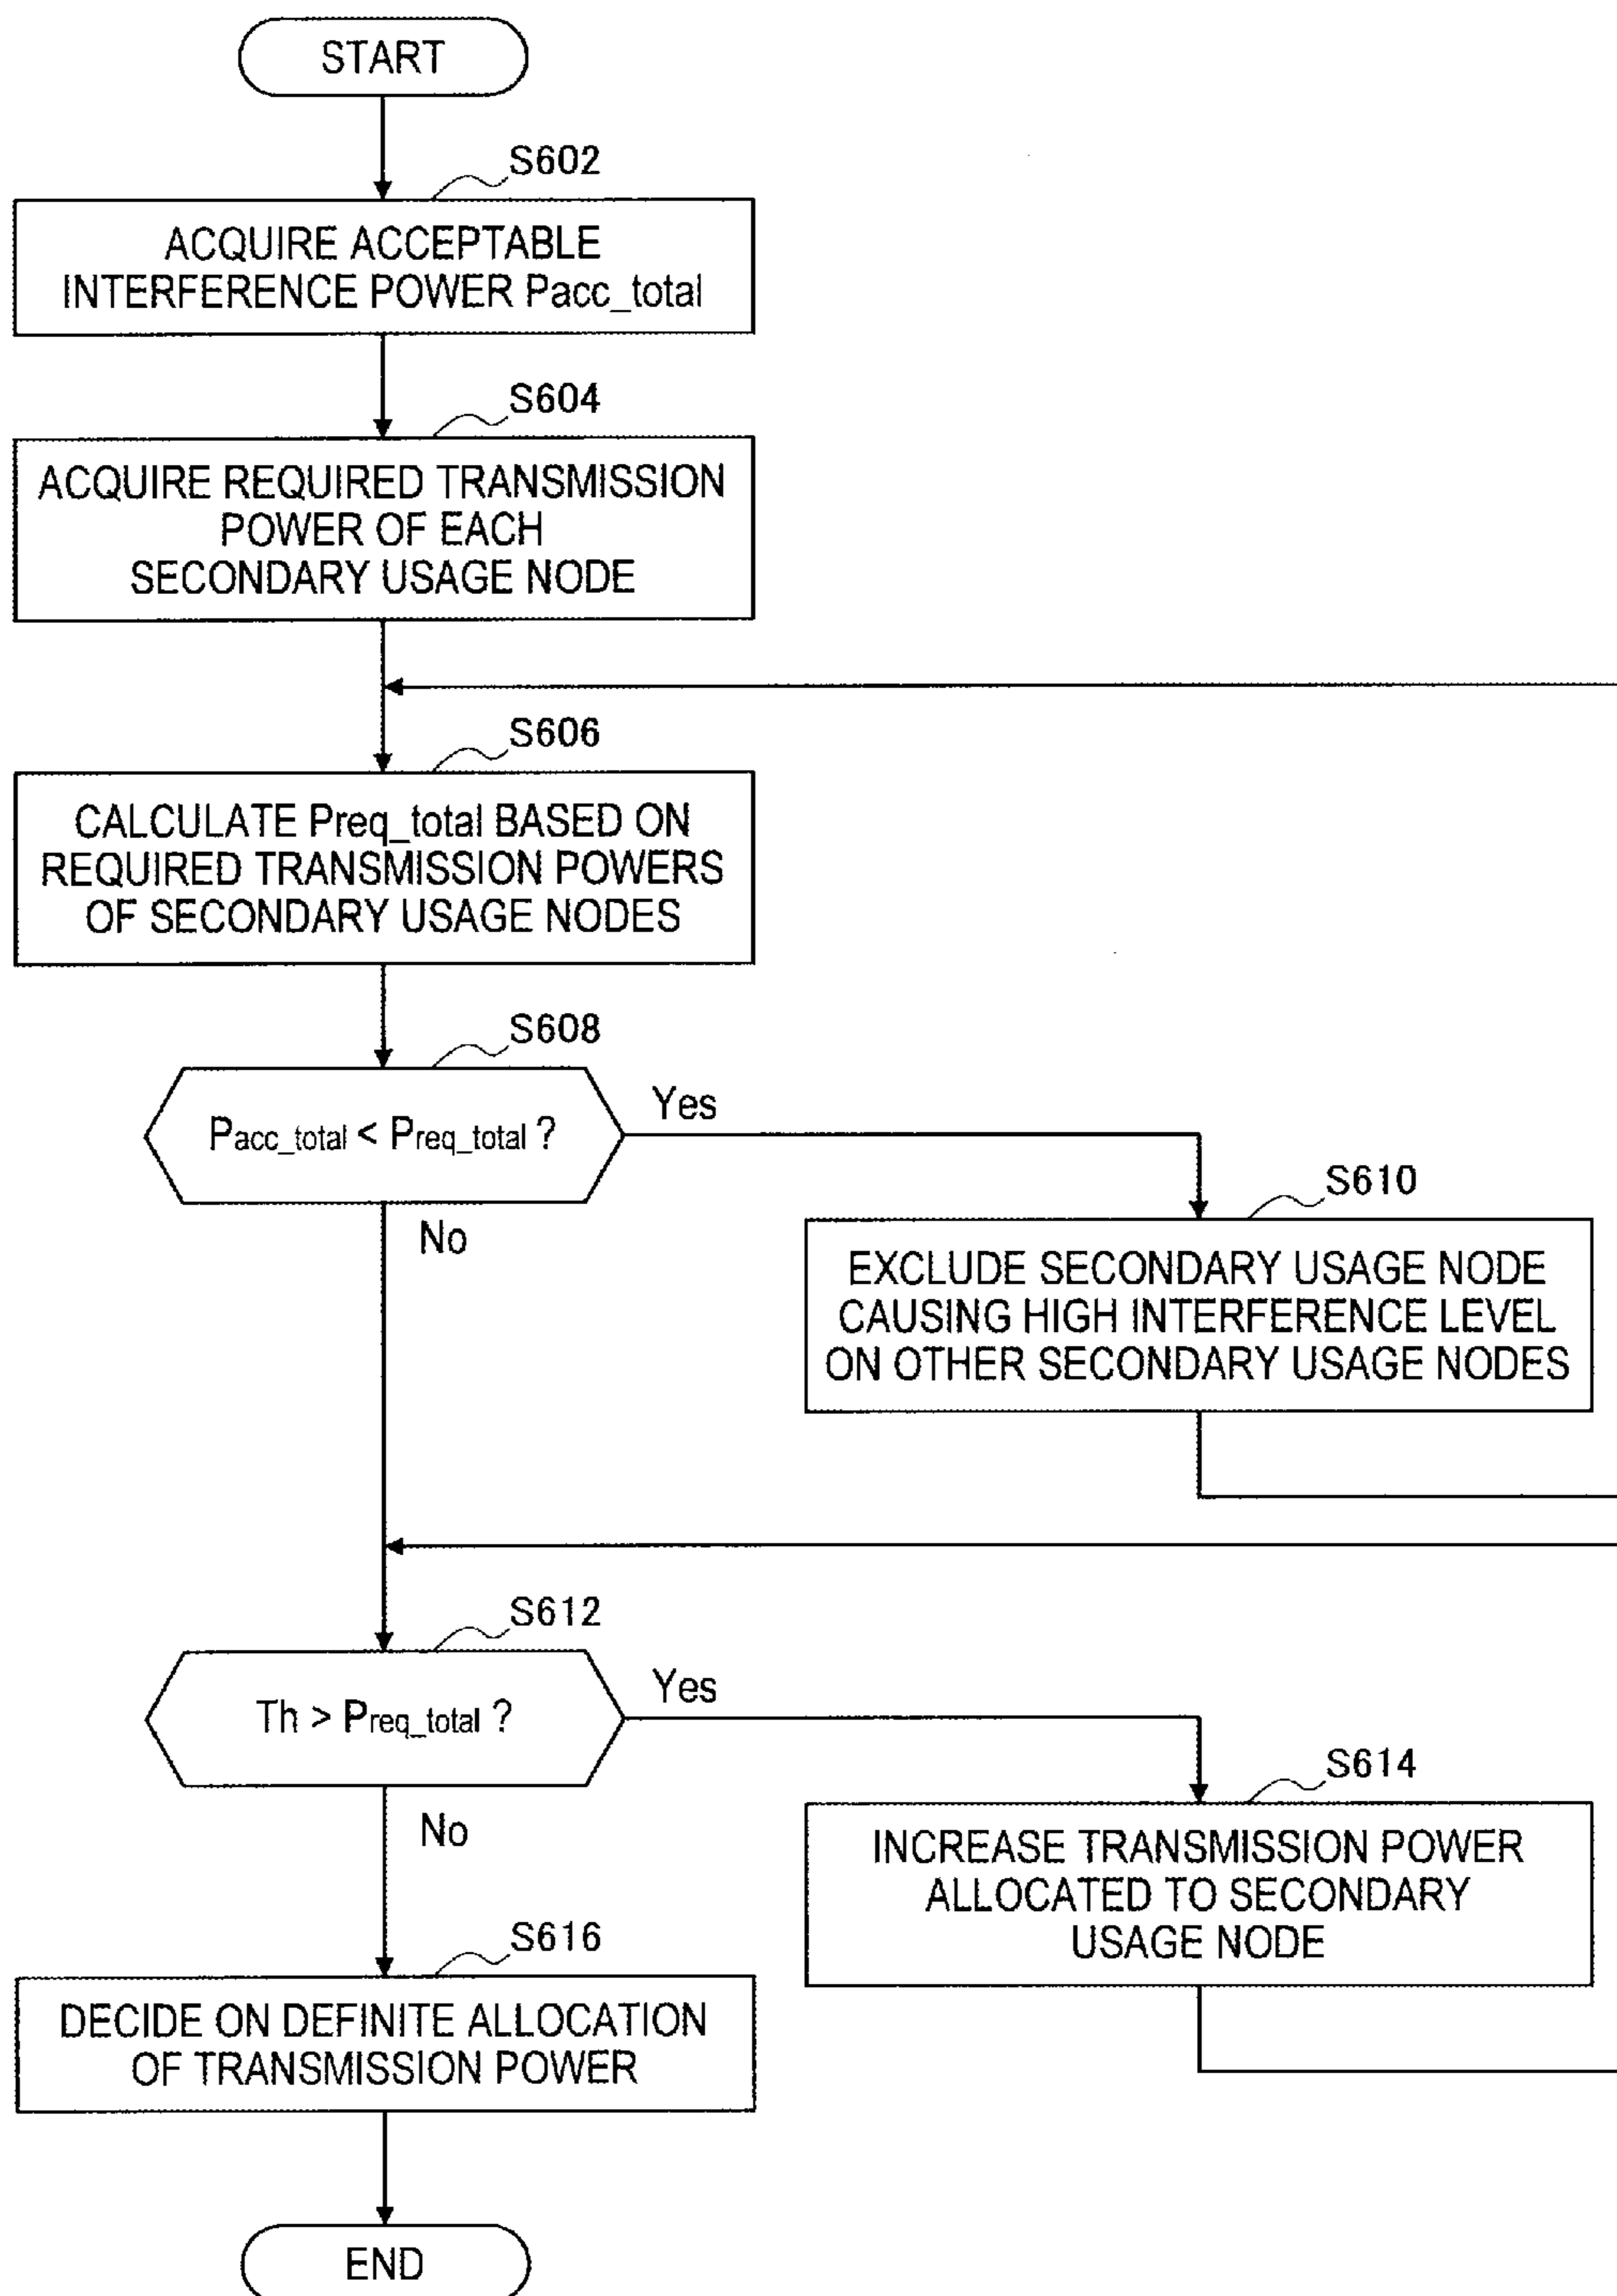 START
S602
ACQUIRE ACCEPTABLE
INTERFERENCE POWER Pacc_total
S604
ACQUIRE REQUIRED TRANSMISSION
POWER OF EACH
SECONDARY USAGE NODE
S606
CALCULATE Preq_total BASED ON
REQUIRED TRANSMISSION POWERS
OF SECONDARY USAGE NODES
S608
Pacc_total < Preq_total ?
Yes
No
S610
EXCLUDE SECONDARY USAGE NODE
CAUSING HIGH INTERFERENCE LEVEL
ON OTHER SECONDARY USAGE NODES
S612
Th > Preq_total ?
Yes
No
S614
INCREASE TRANSMISSION POWER
ALLOCATED TO SECONDARY
USAGE NODE
S616
DECIDE ON DEFINITE ALLOCATION
OF TRANSMISSION POWER
END